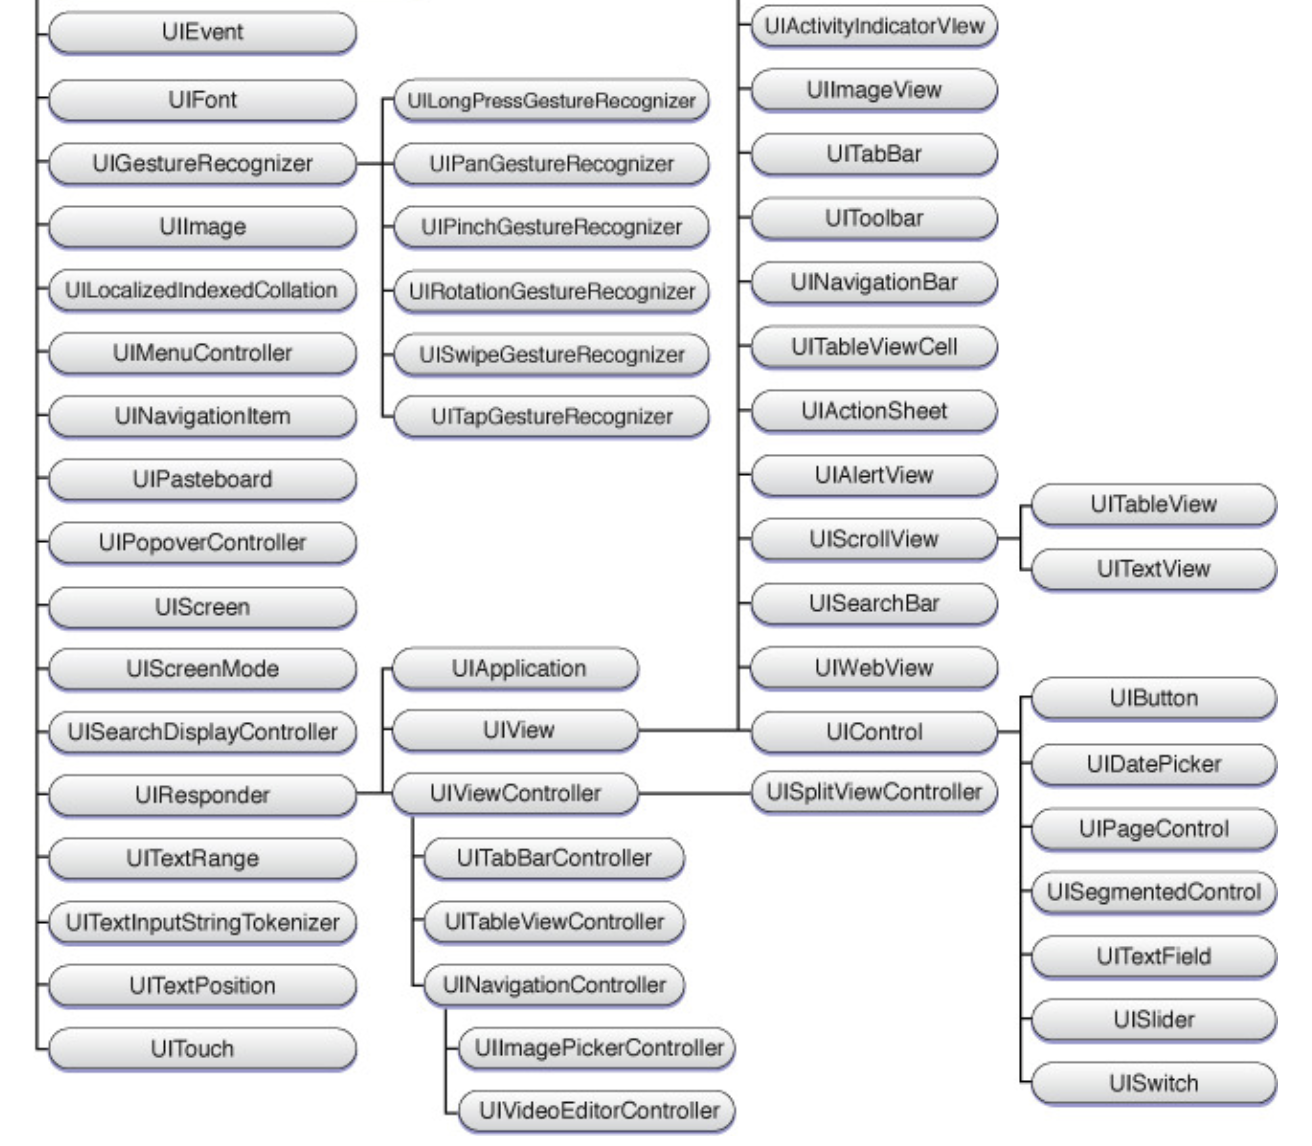 UIEvent
UIFont
UIGestureRecognizer
UIImage
UILocalizedIndexedCollation
UIMenuController
UINavigationItem
UIPasteboard
UIPopoverController
UIScreen
UIScreenMode
UISearchDisplayController
UIResponder
UITextRange
UITextInputStringTokenizer
UITextPosition
UITouch
UILongPressGestureRecognizer
UIPanGestureRecognizer
UIPinchGestureRecognizer
UIRotationGestureRecognizer
UISwipeGestureRecognizer
UITapGestureRecognizer
UIApplication
UIView
UIViewController
UITabBarController
UITableViewController
UINavigationController
UIImagePickerController
UIVideoEditorController
UIActivityIndicatorVIew
UIImageView
UITabBar
UIToolbar
UINavigationBar
UITableViewCell
UIActionSheet
UIAlertView
UIScrollView
UISearchBar
UIWebView
UIControl
UISplitViewController
UITableView
UITextView
UIButton
UIDatePicker
UIPageControl
UISegmentedControl
UITextField
UISlider
UISwitch